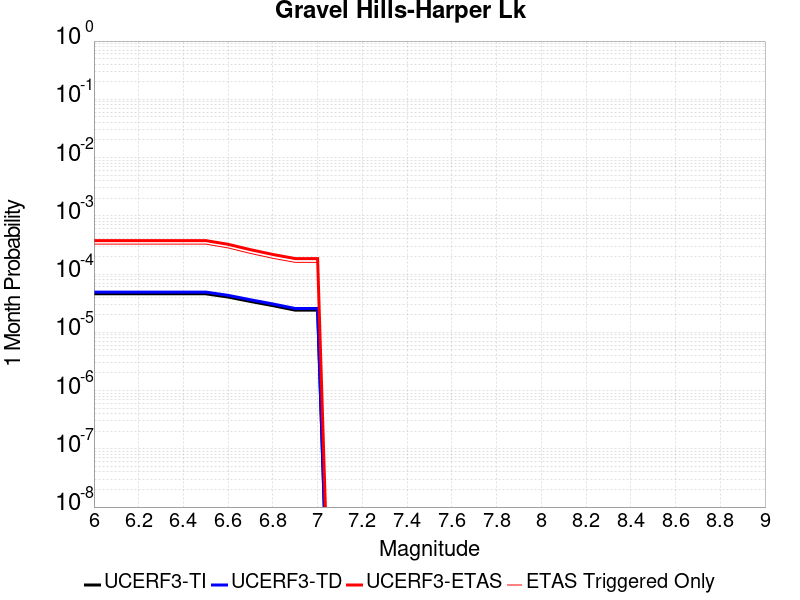 Gravel Hills-Harper Lk
10^0
10^-1
10^-2
10^-3
10^-4
10^-5
10^-6
10^-7
10^-8
1 Month Probability
6 6.2 6.4 6.6 6.8 7 7.2 7.4 7.6 7.8 8 8.2 8.4 8.6 8.8 9
Magnitude
UCERF3-TI UCERF3-TD UCERF3-ETAS ETAS Triggered Only